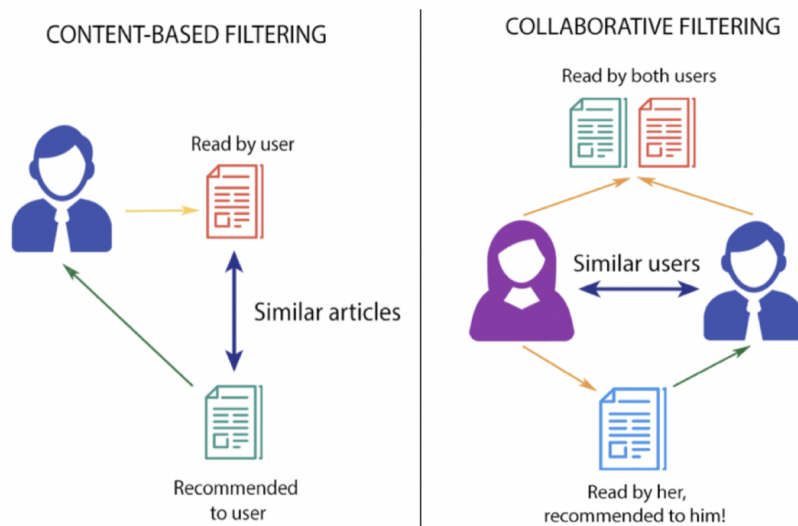 CONTENT-BASED FILTERING
Read by user
Similar articles
Recommended
to user
COLLABORATIVE FILTERING
Read by both users
Similar users
Read by her,
recommended to him!